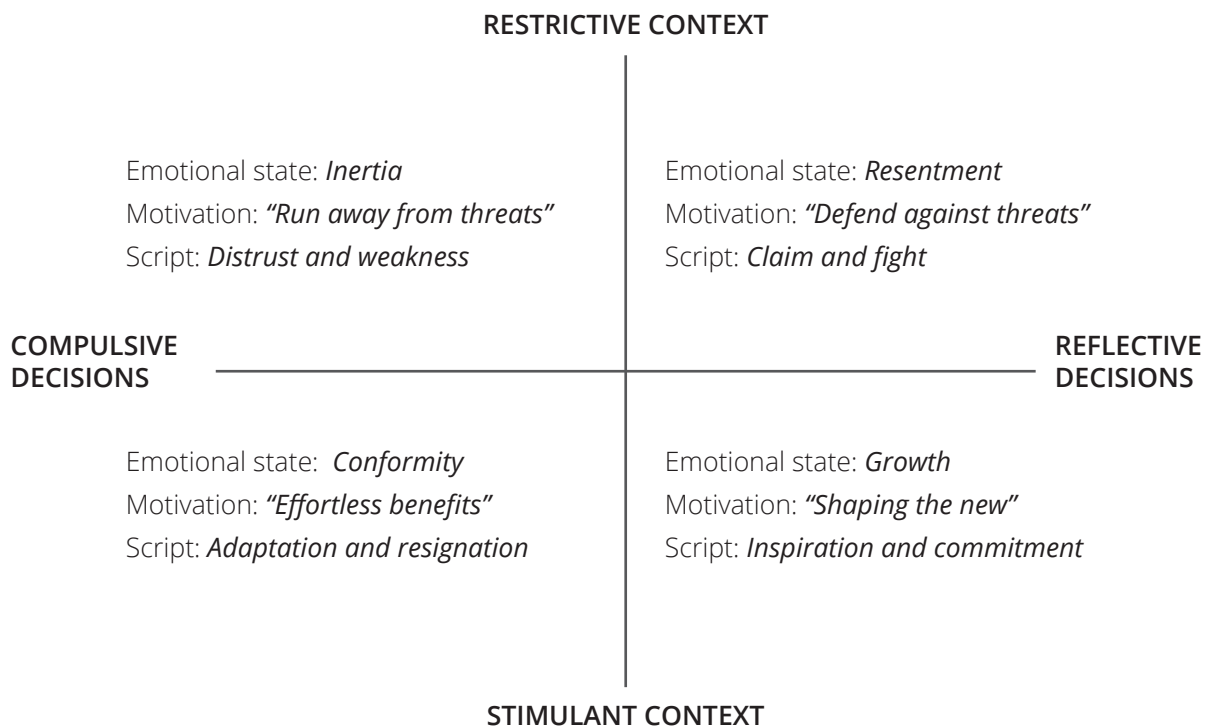 RESTRICTIVE CONTEXT
Emotional state: Inertia
Motivation: “Run away from threats”
Script: Distrust and weakness
Emotional state: Resentment
Motivation: “Defend against threats”
Script: Claim and fight
COMPULSIVE
DECISIONS
REFLECTIVE
DECISIONS
Emotional state: Conformity
Motivation: “Effortless benefits”
Script: Adaptation and resignation
Emotional state: Growth
Motivation: “Shaping the new”
Script: Inspiration and commitment
STIMULANT CONTEXT